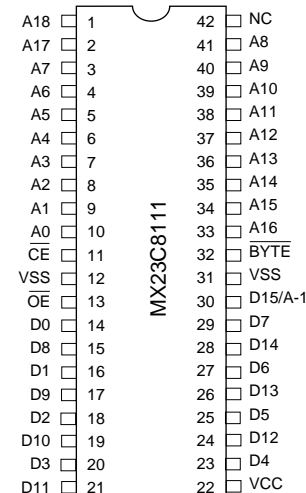 A18 1 42 NC
A17 2 41 A8
A7 3 40 A9
A6 4 39 A10
A5 5 38 A11
A4 6 37 A12
A3 7 36 A13
A2 8 35 A14
A1 9 34 A15
A0 10 33 A16
CE 11 32 BYTE
VSS 12 31 VSS
OE 13 30 D15/A-1
D0 14 29 D7
D8 15 28 D14
D1 16 27 D6
D9 17 26 D13
D2 18 25 D5
D10 19 24 D12
D3 20 23 D4
D11 21 22 VCC
MX23C8111